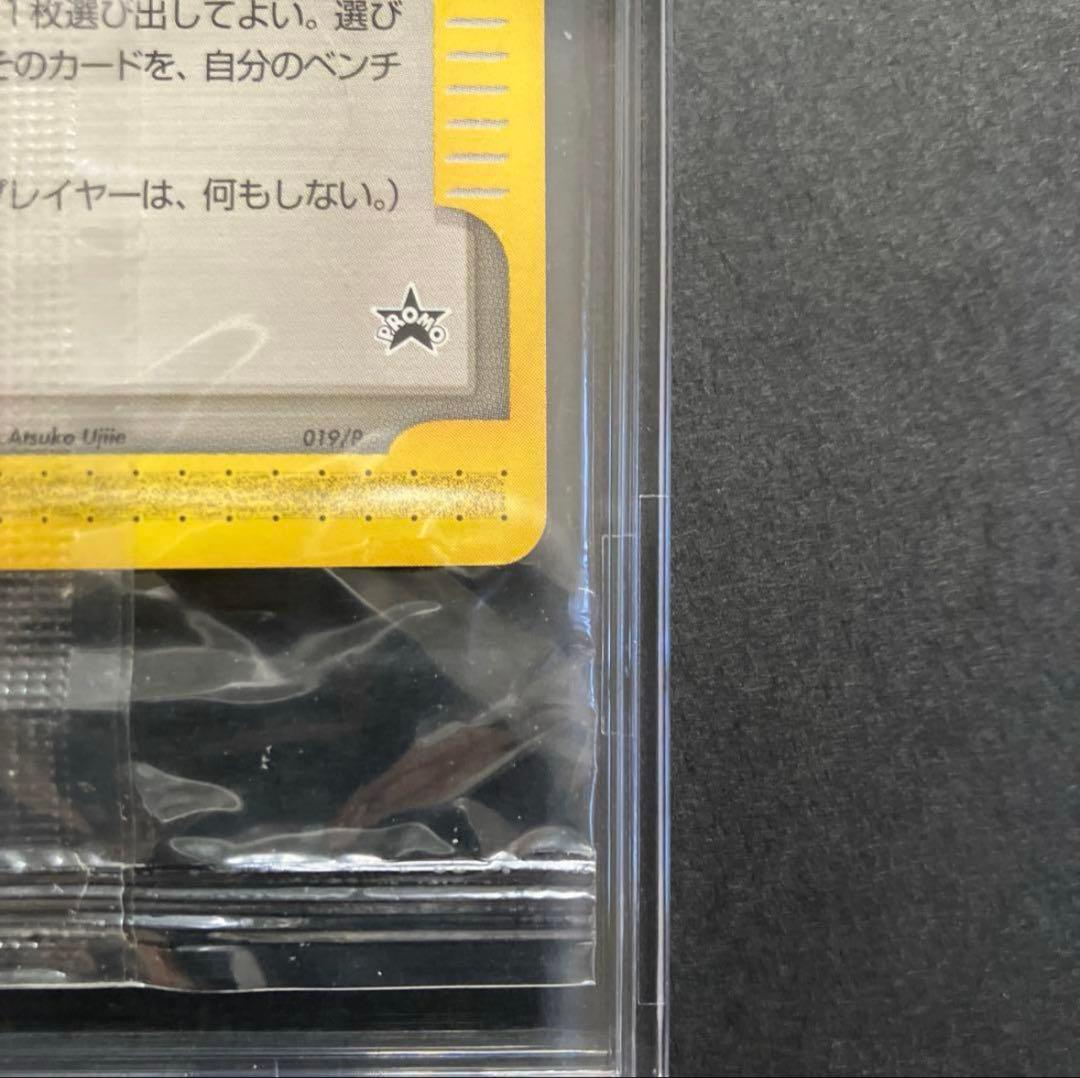 1枚選び出してよい。選び
そのカードを、自分のベンチ
プレイヤーは、何もしない。）
PROMO
Atsuko Ujiie
019/P